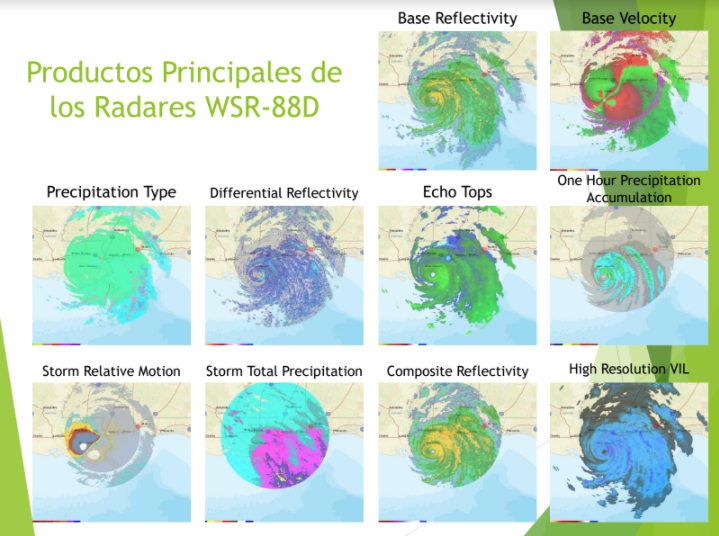 Productos Principales de
los Radares WSR-88D
Base Reflectivity
Base Velocity
Precipitation Type
Differential Reflectivity
Echo Tops
One Hour Precipitation
Accumulation
Storm Relative Motion
Storm Total Precipitation
Composite Reflectivity
High Resolution VIL